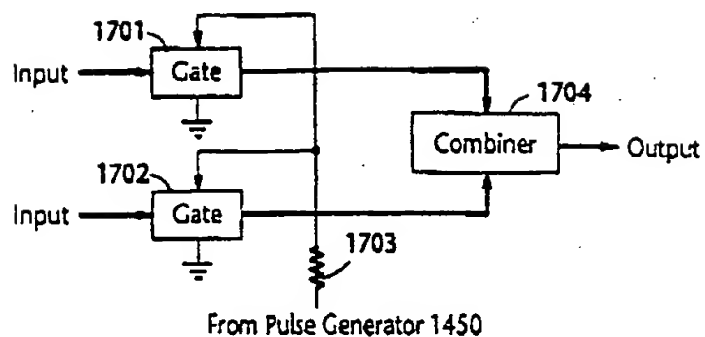 1701
Input
Gate
1704
Combiner
Output
1702
Input
Gate
1703
From Pulse Generator 1450